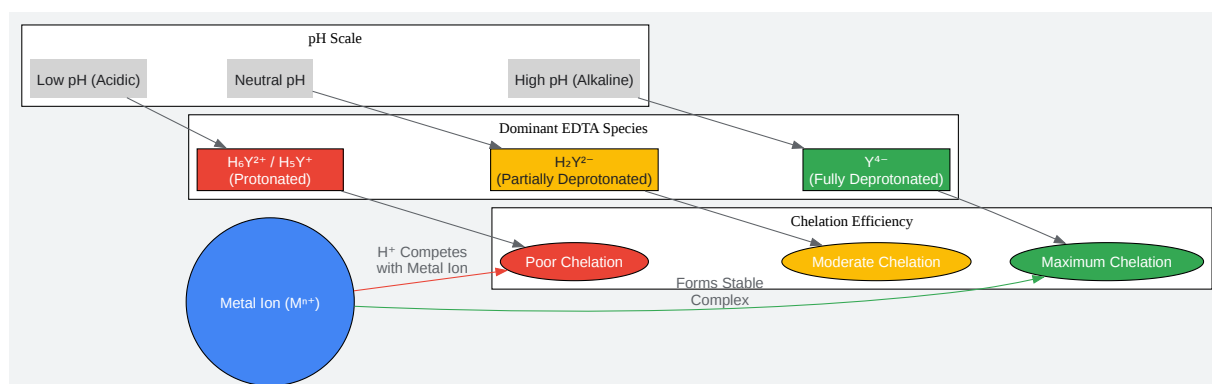 pH Scale
Low pH (Acidic)
Neutral pH
High pH (Alkaline)
Dominant EDTA Species
H₆Y²⁺ / H₅Y⁺
(Protonated)
H₂Y²⁻
(Partially Deprotonated)
Y⁴⁻
(Fully Deprotonated)
Chelation Efficiency
H⁺ Competes
with Metal Ion
Poor Chelation
Moderate Chelation
Maximum Chelation
Forms Stable
Complex
Metal Ion (Mⁿ⁺)